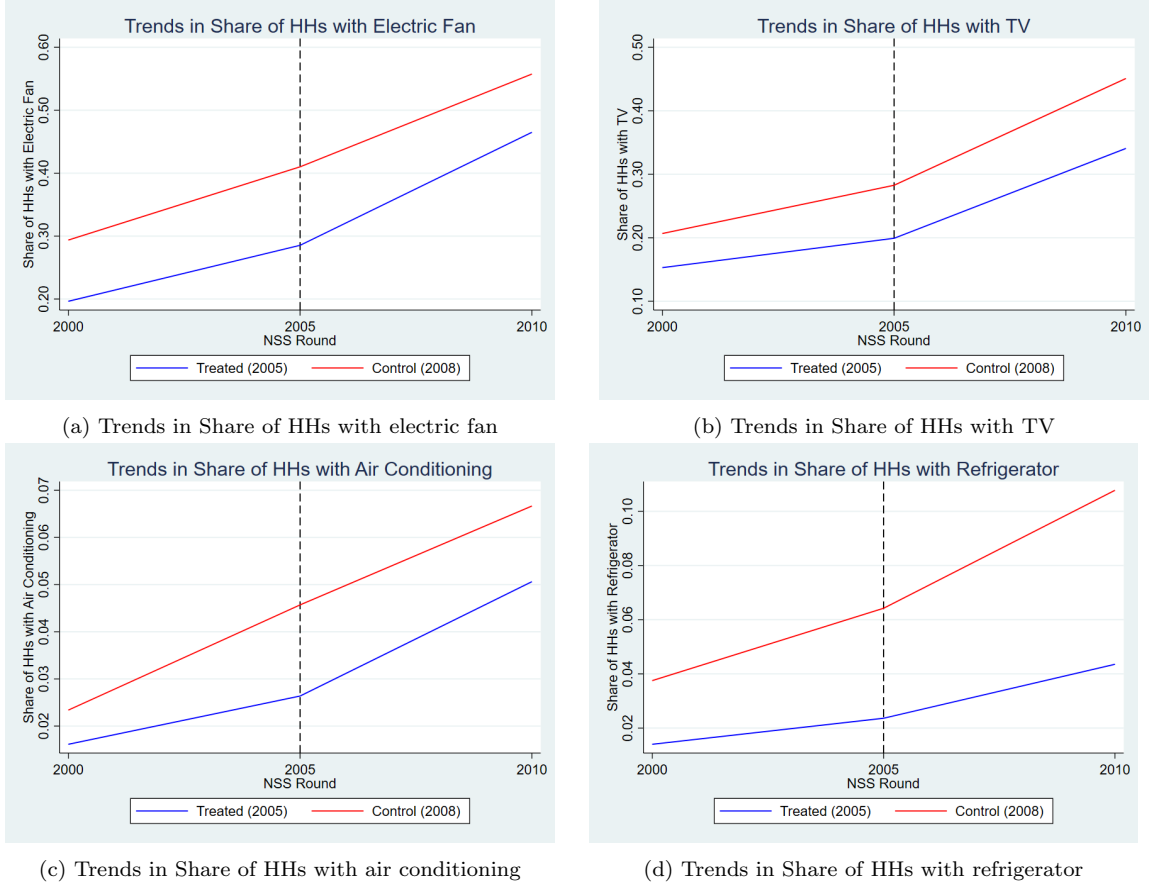 Trends in Share of HHs with Electric Fan
Share of HHs with Electric Fan
0.60
0.50
0.40
0.30
0.20
2000
2005
2010
NSS Round
Treated (2005)
Control (2008)
(a) Trends in Share of HHs with electric fan
Trends in Share of HHs with TV
Share of HHs with TV
0.50
0.40
0.30
0.20
0.10
2000
2005
2010
NSS Round
Treated (2005)
Control (2008)
(b) Trends in Share of HHs with TV
Trends in Share of HHs with Air Conditioning
Share of HHs with Air Conditioning
0.07
0.06
0.05
0.04
0.03
0.02
2000
2005
2010
NSS Round
Treated (2005)
Control (2008)
(c) Trends in Share of HHs with air conditioning
Trends in Share of HHs with Refrigerator
Share of HHs with Refrigerator
0.10
0.08
0.06
0.04
0.02
2000
2005
2010
NSS Round
Treated (2005)
Control (2008)
(d) Trends in Share of HHs with refrigerator